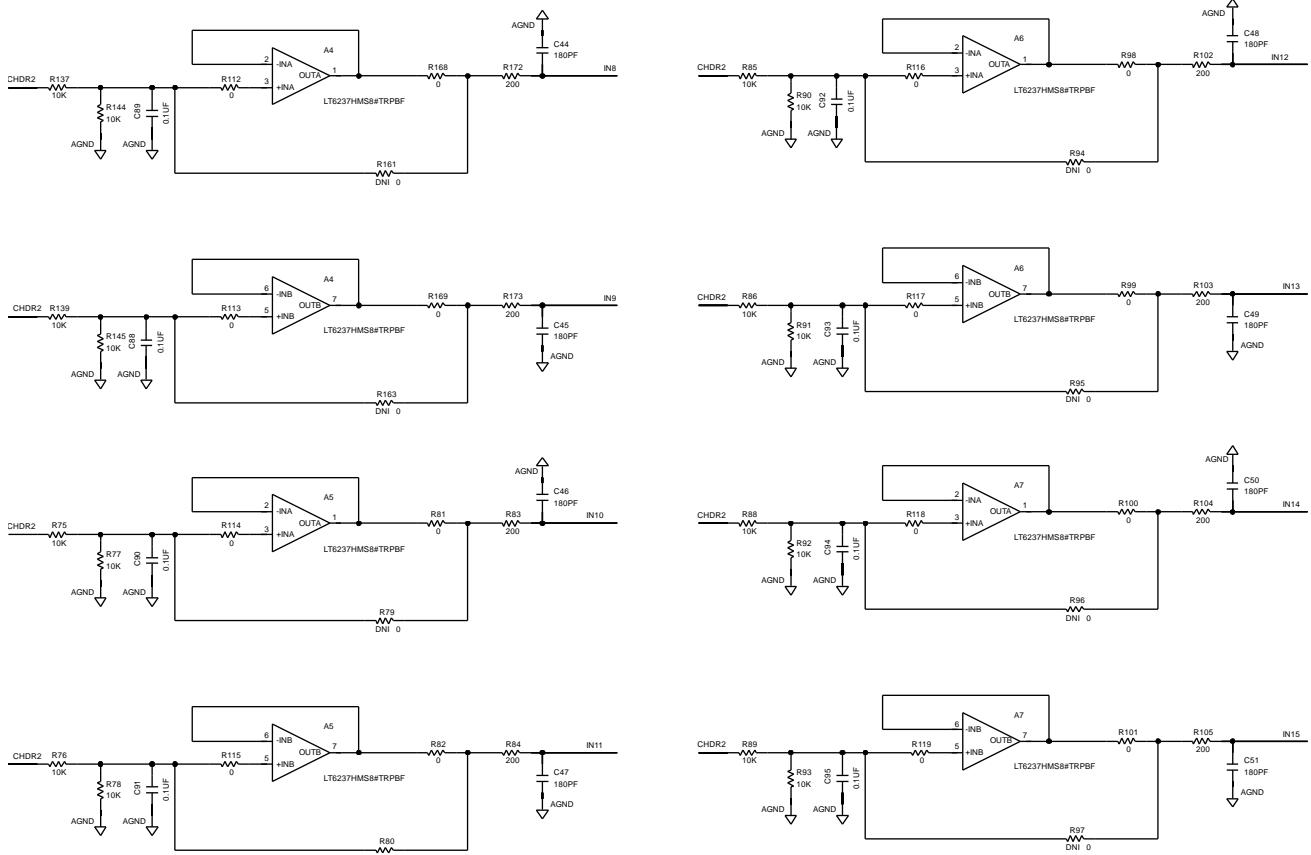 AGND
C44
180PF
A4
2
-INA
OUTA
1
3
+INA
LT6237HMS8#TRPBF
CHDR2
R137
10K
R144
10K
C89
0.1UF
AGND
AGND
R112
0
R168
0
R172
200
IN8
R161
DNI 0
AGND
C48
180PF
A6
2
-INA
OUTA
1
3
+INA
LT6237HMS8#TRPBF
CHDR2
R85
10K
R90
10K
C92
0.1UF
AGND
AGND
R116
0
R98
0
R102
200
IN12
R94
DNI 0
A4
6
-INB
OUTB
7
5
+INB
LT6237HMS8#TRPBF
CHDR2
R139
10K
R145
10K
C88
0.1UF
AGND
AGND
R113
0
R169
0
R173
200
IN9
C45
180PF
AGND
R163
DNI 0
A6
6
-INB
OUTB
7
5
+INB
LT6237HMS8#TRPBF
CHDR2
R86
10K
R91
10K
C93
0.1UF
AGND
AGND
R117
0
R99
0
R103
200
IN13
C49
180PF
AGND
R95
DNI 0
AGND
C46
180PF
A5
2
-INA
OUTA
1
3
+INA
LT6237HMS8#TRPBF
CHDR2
R75
10K
R77
10K
C90
0.1UF
AGND
AGND
R114
0
R81
0
R83
200
IN10
R79
DNI 0
AGND
C50
180PF
A7
2
-INA
OUTA
1
3
+INA
LT6237HMS8#TRPBF
CHDR2
R88
10K
R92
10K
C94
0.1UF
AGND
AGND
R118
0
R100
0
R104
200
IN14
R96
DNI 0
A5
6
-INB
OUTB
7
5
+INB
LT6237HMS8#TRPBF
CHDR2
R76
10K
R78
10K
C91
0.1UF
AGND
AGND
R115
0
R82
0
R84
200
IN11
C47
180PF
AGND
R80
A7
6
-INB
OUTB
7
5
+INB
LT6237HMS8#TRPBF
CHDR2
R89
10K
R93
10K
C95
0.1UF
AGND
AGND
R119
0
R101
0
R105
200
IN15
C51
180PF
AGND
R97
DNI 0